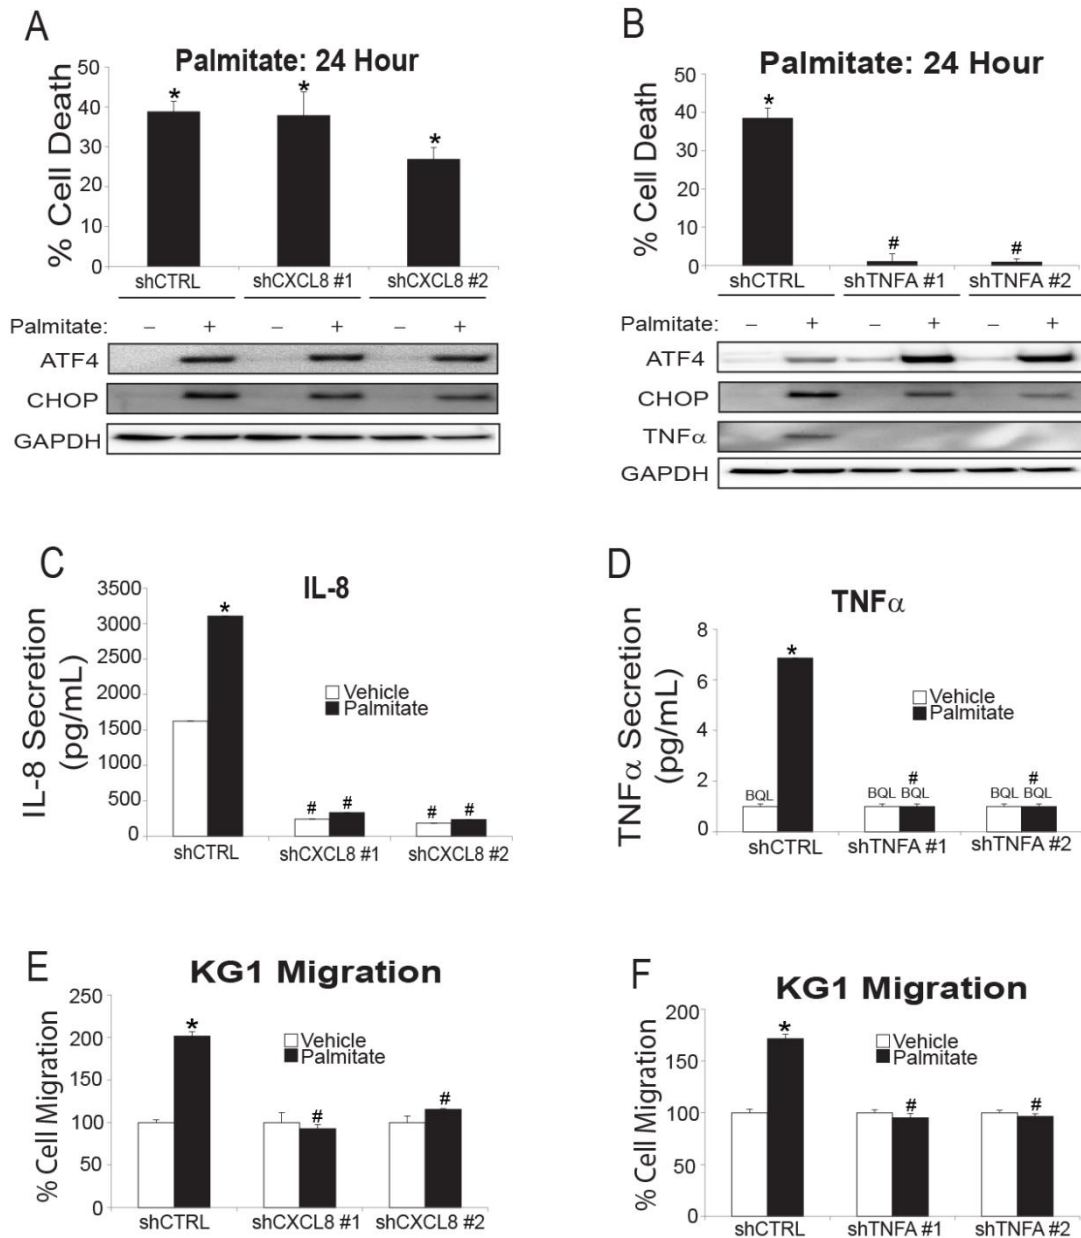 A
Palmitate: 24 Hour
% Cell Death
50
40
30
20
10
0
*
*
*
shCTRL
shCXCL8 #1
shCXCL8 #2
Palmitate: – + – + – +
ATF4
CHOP
GAPDH
B
Palmitate: 24 Hour
% Cell Death
50
40
30
20
10
0
*
#
#
shCTRL
shTNFA #1
shTNFA #2
Palmitate: – + – + – +
ATF4
CHOP
TNFα
GAPDH
C
IL-8
IL-8 Secretion
(pg/mL)
3500
3000
2500
2000
1500
1000
500
0
*
Vehicle
Palmitate
# #
# #
shCTRL
shCXCL8 #1
shCXCL8 #2
D
TNFα
TNFα Secretion
(pg/mL)
8
6
4
2
0
*
Vehicle
Palmitate
#
#
BQL
BQL BQL
BQL BQL
shCTRL
shTNFA #1
shTNFA #2
E
KG1 Migration
% Cell Migration
250
200
150
100
50
0
*
Vehicle
Palmitate
#
#
shCTRL
shCXCL8 #1
shCXCL8 #2
F
KG1 Migration
% Cell Migration
200
150
100
50
0
*
Vehicle
Palmitate
#
#
shCTRL
shTNFA #1
shTNFA #2